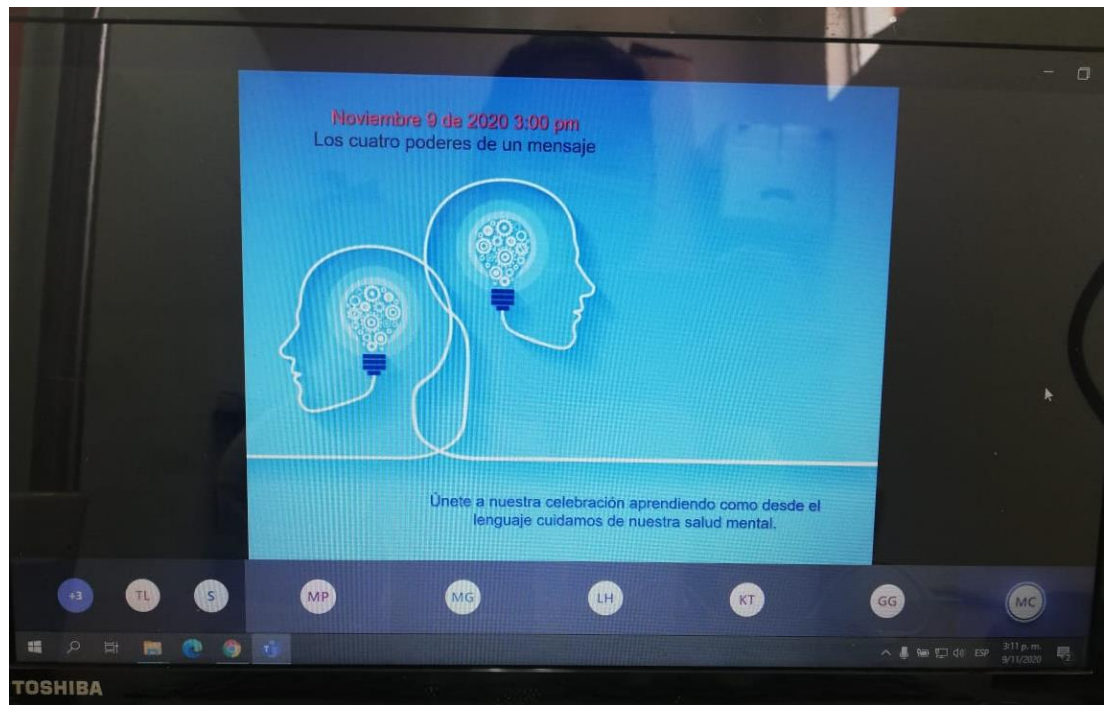 Noviembre 9 de 2020 3:00 pm
Los cuatro poderes de un mensaje
Únete a nuestra celebración aprendiendo como desde el
lenguaje cuidamos de nuestra salud mental.
+3
TL
S
MP
MG
LH
KT
GG
MC
ESP
3:11 p. m.
9/11/2020
TOSHIBA